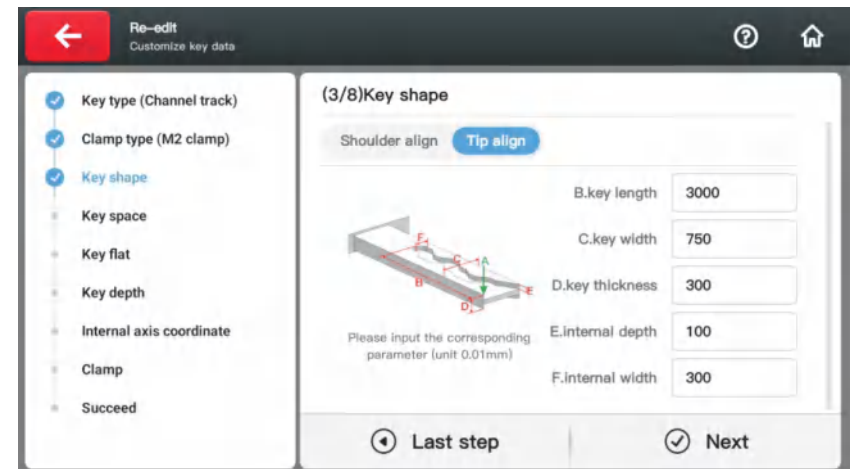 Re-edit
Customize key data
Key type (Channel track)
Clamp type (M2 clamp)
Key shape
Key space
Key flat
Key depth
Internal axis coordinate
Clamp
Succeed
(3/8)Key shape
Shoulder align
Tip align
F
C
A
B
E
D
Please input the corresponding
parameter (unit 0.01mm)
B.key length 3000
C.key width 750
D.key thickness 300
E.internal depth 100
F.internal width 300
Last step
Next